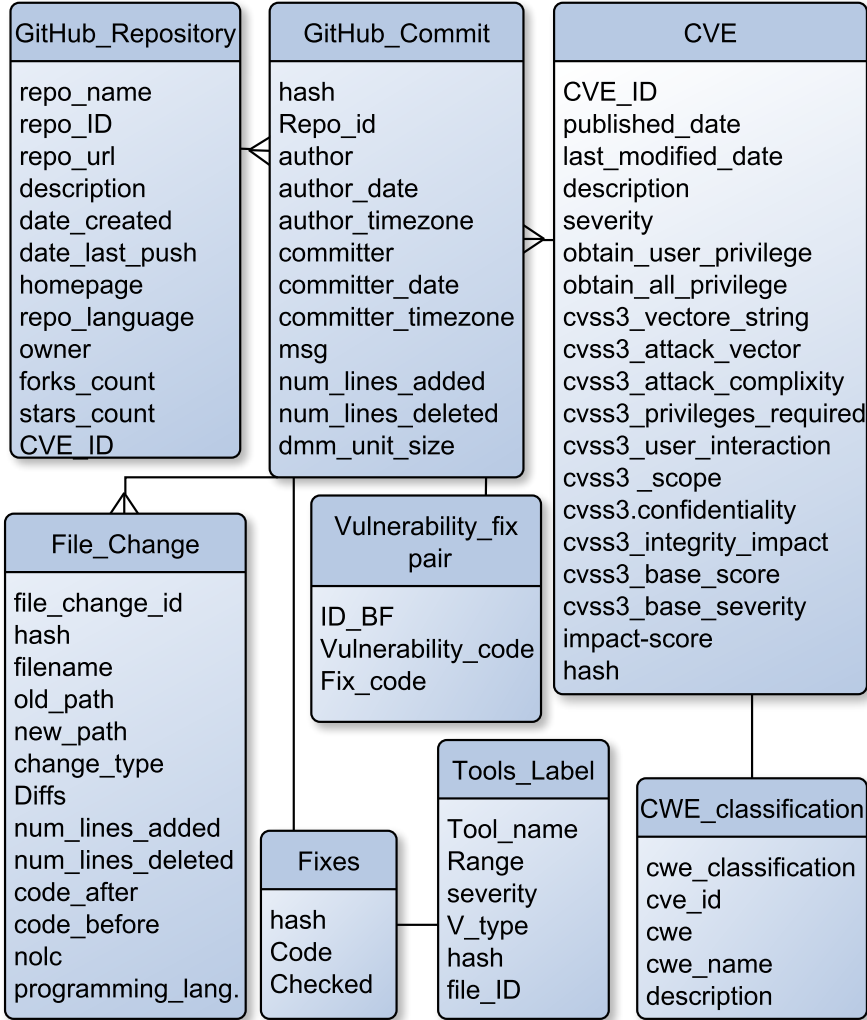 GitHub_Repository
repo_name
repo_ID
repo_url
description
date_created
date_last_push
homepage
repo_language
owner
forks_count
stars_count
CVE_ID
GitHub_Commit
hash
Repo_id
author
author_date
author_timezone
committer
committer_date
committer_timezone
msg
num_lines_added
num_lines_deleted
dmm_unit_size
CVE
CVE_ID
published_date
last_modified_date
description
severity
obtain_user_privilege
obtain_all_privilege
cvss3_vectore_string
cvss3_attack_vector
cvss3_attack_complixity
cvss3_privileges_required
cvss3_user_interaction
cvss3 _scope
cvss3.confidentiality
cvss3_integrity_impact
cvss3_base_score
cvss3_base_severity
impact-score
hash
File_Change
file_change_id
hash
filename
old_path
new_path
change_type
Diffs
num_lines_added
num_lines_deleted
code_after
code_before
nolc
programming_lang.
Vulnerability_fix
pair
ID_BF
Vulnerability_code
Fix_code
Fixes
hash
Code
Checked
Tools_Label
Tool_name
Range
severity
V_type
hash
file_ID
CWE_classification
cwe_classification
cve_id
cwe
cwe_name
description